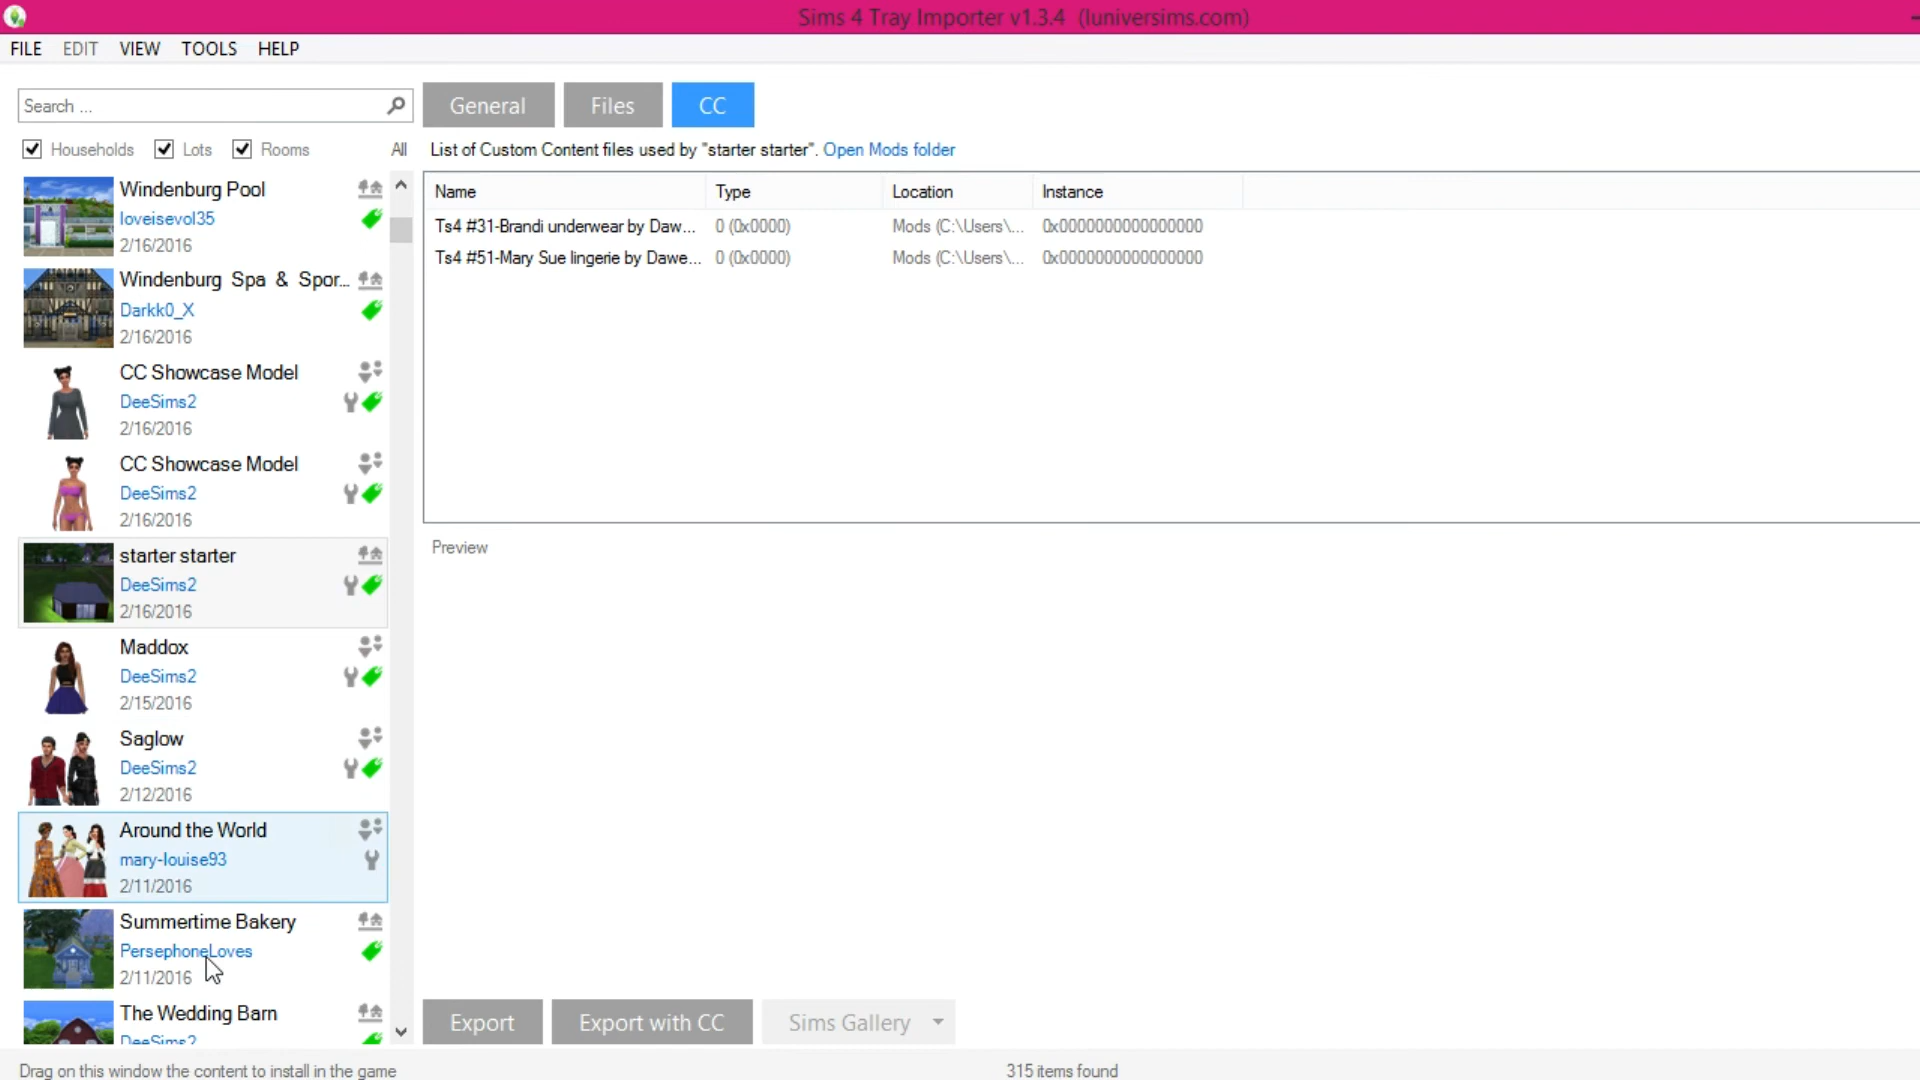 Sims 4 Tray Importer v1.3.4 (luniversims.com)
FILE EDIT VIEW TOOLS HELP
Search ...
General Files CC
Households Lots Rooms All
List of Custom Content files used by "starter starter". Open Mods folder
Name Type Location Instance
Ts4 #31-Brandi underwear by Daw... 0 (0x0000) Mods (C:\Users\... 0x0000000000000000
Ts4 #51-Mary Sue lingerie by Dawe... 0 (0x0000) Mods (C:\Users\... 0x0000000000000000
Windenburg Pool
loveisevol35
2/16/2016
Windenburg Spa & Spor...
Darkk0_X
2/16/2016
CC Showcase Model
DeeSims2
2/16/2016
CC Showcase Model
DeeSims2
2/16/2016
starter starter
DeeSims2
2/16/2016
Maddox
DeeSims2
2/15/2016
Saglow
DeeSims2
2/12/2016
Around the World
mary-louise93
2/11/2016
Summertime Bakery
PersephoneLoves
2/11/2016
The Wedding Barn
DeeSims2
Preview
Export Export with CC Sims Gallery
Drag on this window the content to install in the game
315 items found